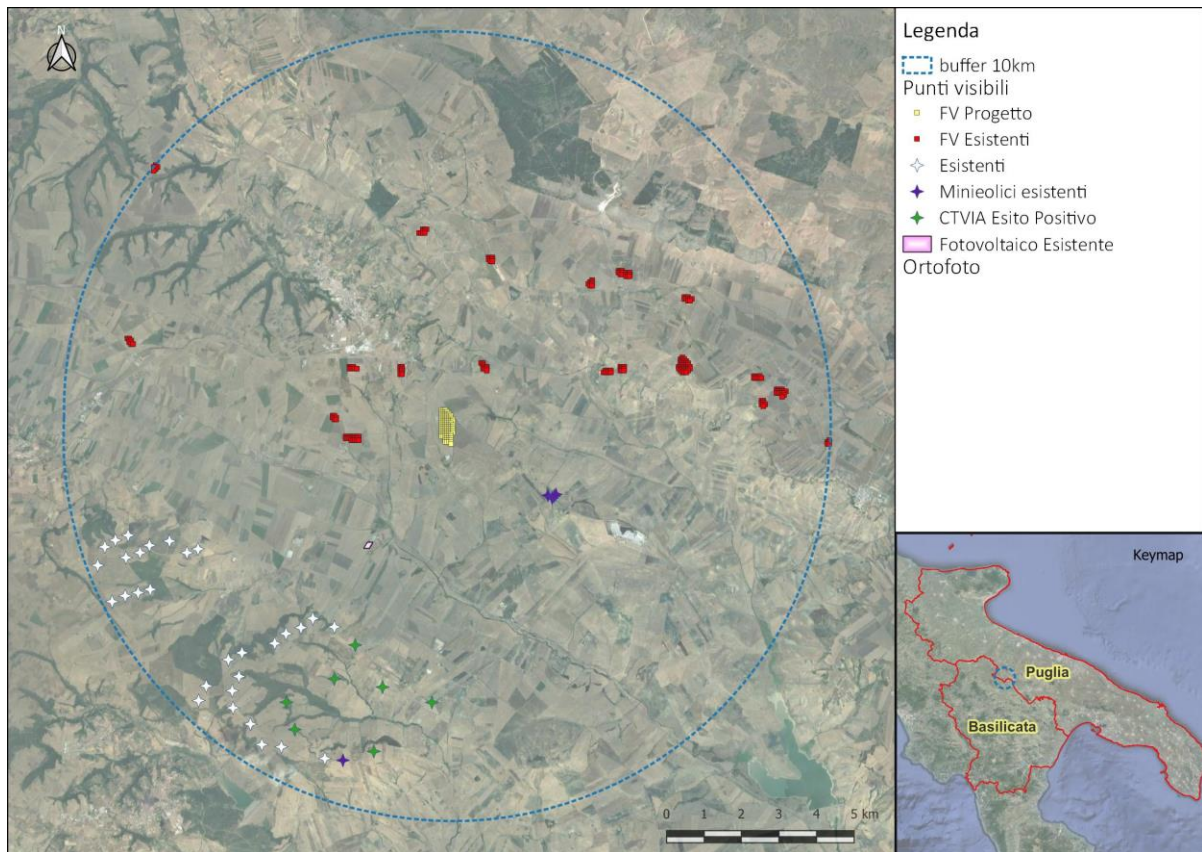 N
Legenda
buffer 10km
Punti visibili
FV Progetto
FV Esistenti
Esistenti
Minieolici esistenti
CTVIA Esito Positivo
Fotovoltaico Esistente
Ortofoto
0 1 2 3 4 5 km
Keymap
Puglia
Basilicata